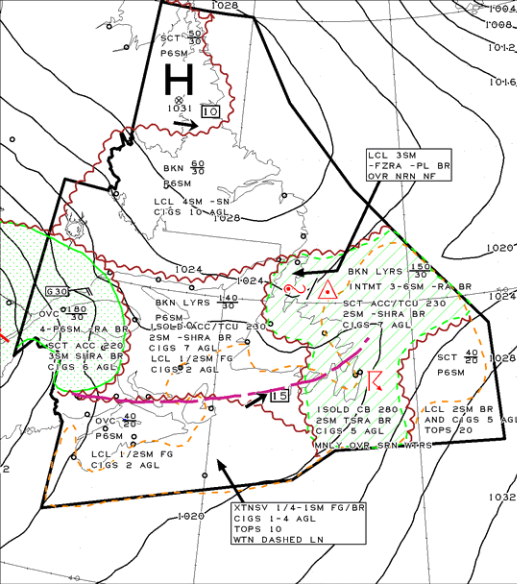 1028
1004
1008
1012
1016
SCT 50/30
P6SM
H
1031
10
BKN 60/30
P6SM
LCL 4SM -SN
CIGS 10 AGL
1028
LCL 3SM
-FZRA -PL BR
OVR NRN NF
1020
1024
1024
1024
1028
BKN LYRS 150/30
INTMT 3-6SM -RA BR
SCT ACC/TCU 230
2SM -SHRA BR
CIGS 7 AGL
G30
OVC 180/30
4-P6SM -RA BR
SCT ACC 220
3SM SHRA BR
CIGS 6 AGL
BKN LYRS 140/30
P6SM
ISOLD ACC/TCU 230
2SM -SHRA BR
CIGS 7 AGL
LCL 1/2SM FG
CIGS 2 AGL
SCT 40/20
P6SM
15
ISOLD CB 280
2SM TSRA BR
CIGS 5 AGL
MNLY OVR SRN WTRS
LCL 2SM BR
AND CIGS 5 AGL
TOPS 20
OVC 40/20
P6SM
LCL 1/2SM FG
CIGS 2 AGL
XTNSV 1/4-1SM FG/BR
CIGS 1-4 AGL
TOPS 10
WTN DASHED LN
1020
1032
2
40